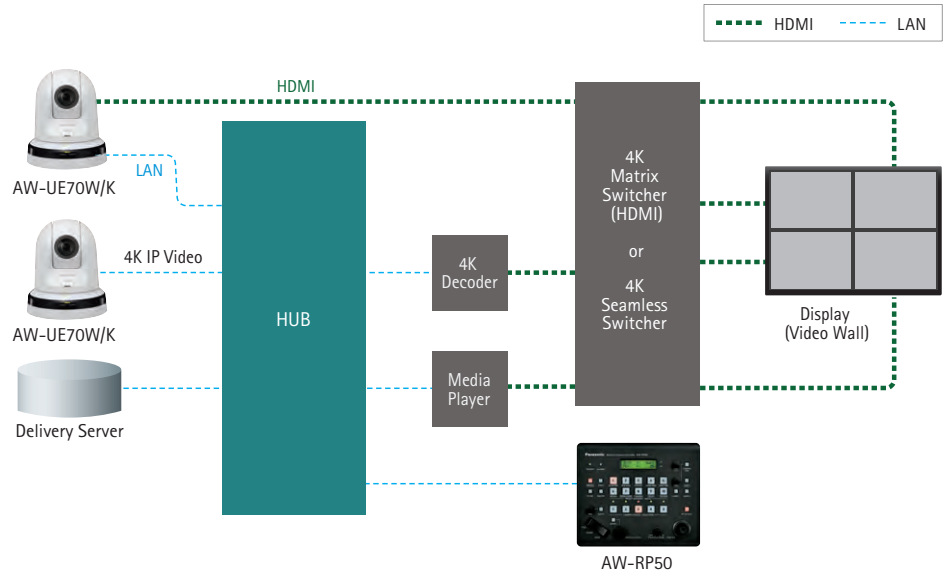 HDMI
LAN
HDMI
AW-UE70W/K
LAN
4K IP Video
AW-UE70W/K
Delivery Server
HUB
4K
Decoder
Media
Player
4K
Matrix
Switcher
(HDMI)
or
4K
Seamless
Switcher
Display
(Video Wall)
Panasonic
AW-RP50